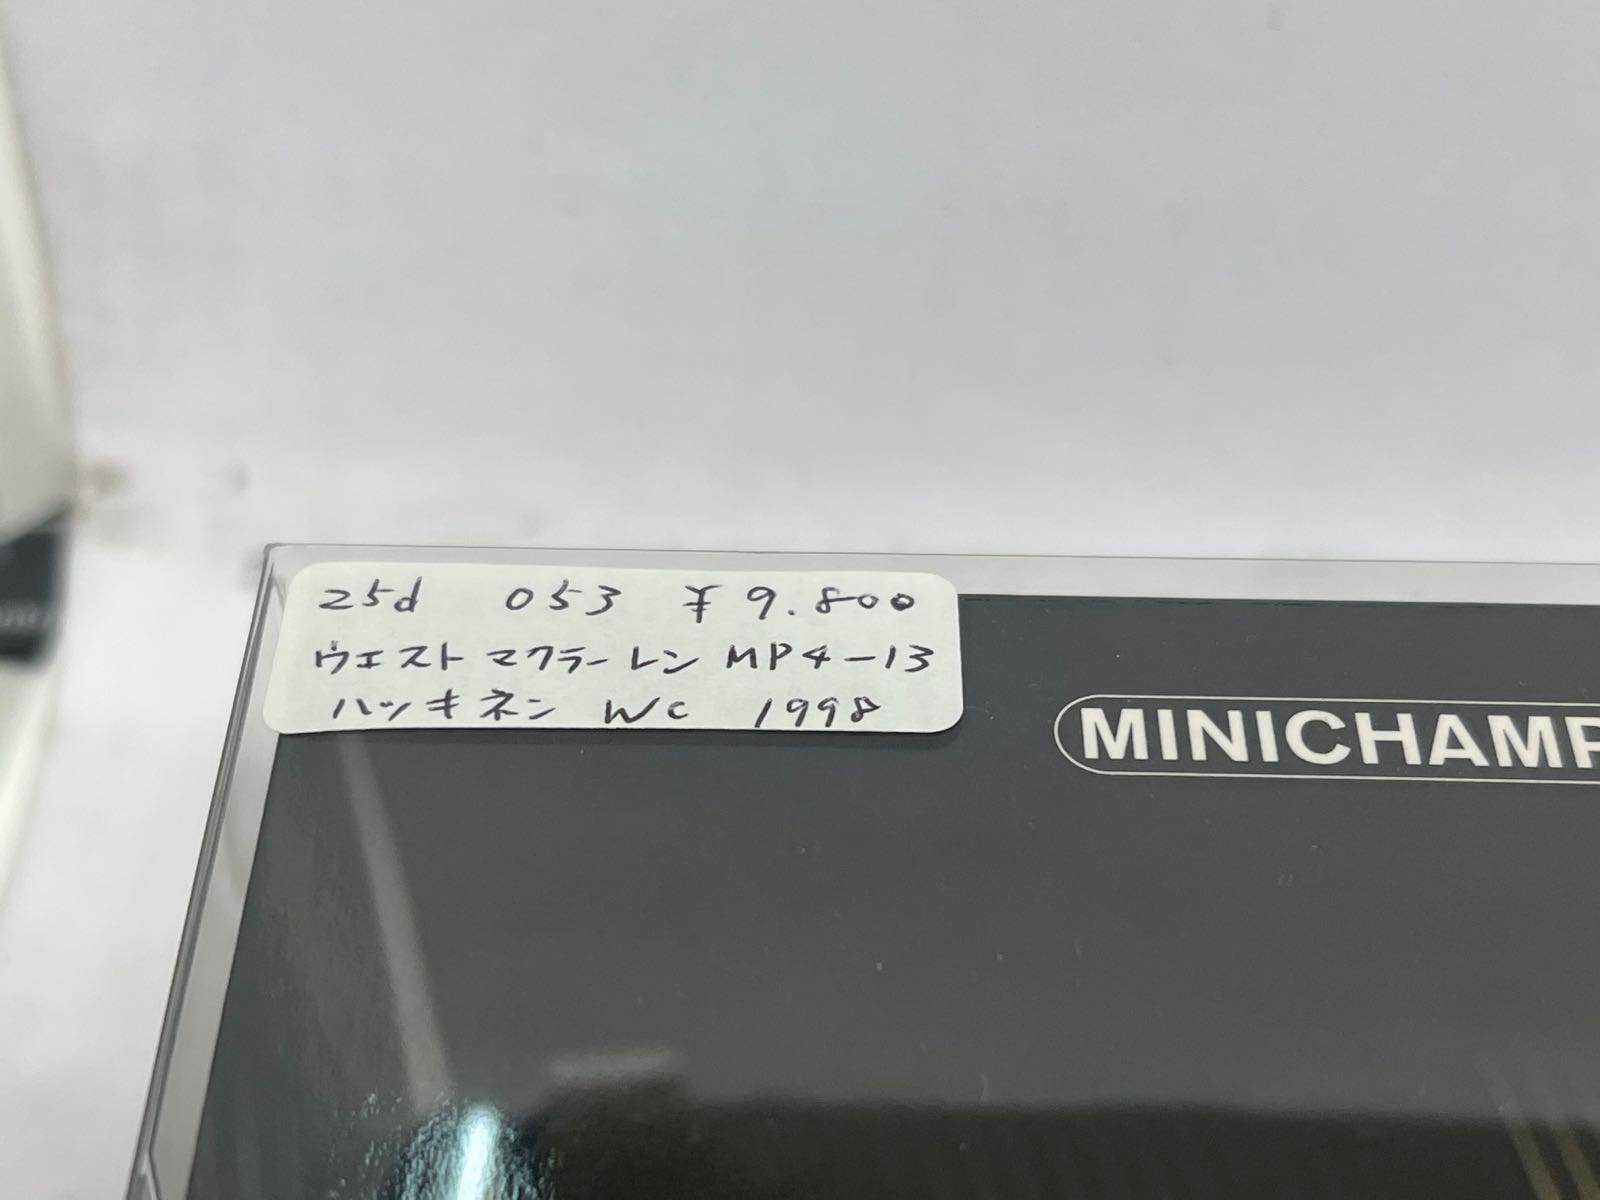 25d 053 ¥9.800
ウエスト マクラーレン MP4-13
ハッキネン WC 1998
MINICHAMP